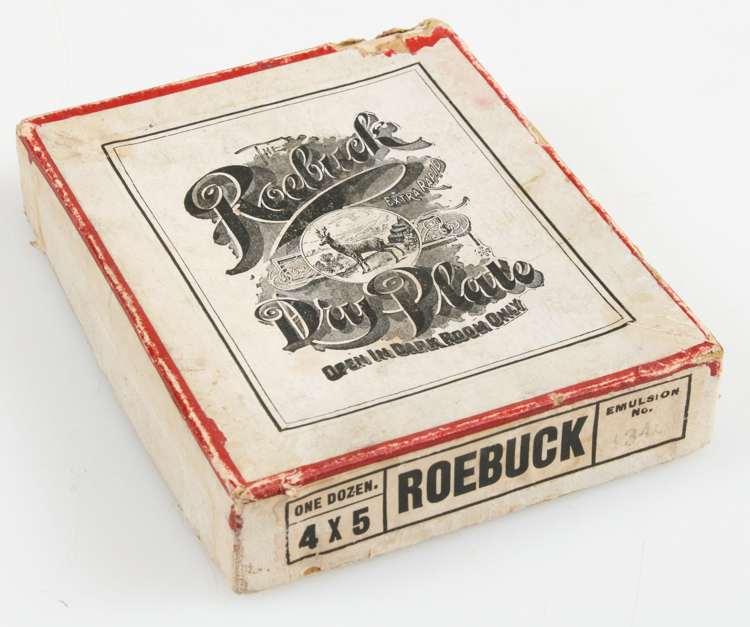 THE
Roebuck
EXTRA RAPID
Dry Plate
OPEN IN DARK ROOM ONLY
ONE DOZEN.
4 X 5
ROEBUCK
EMULSION
No.